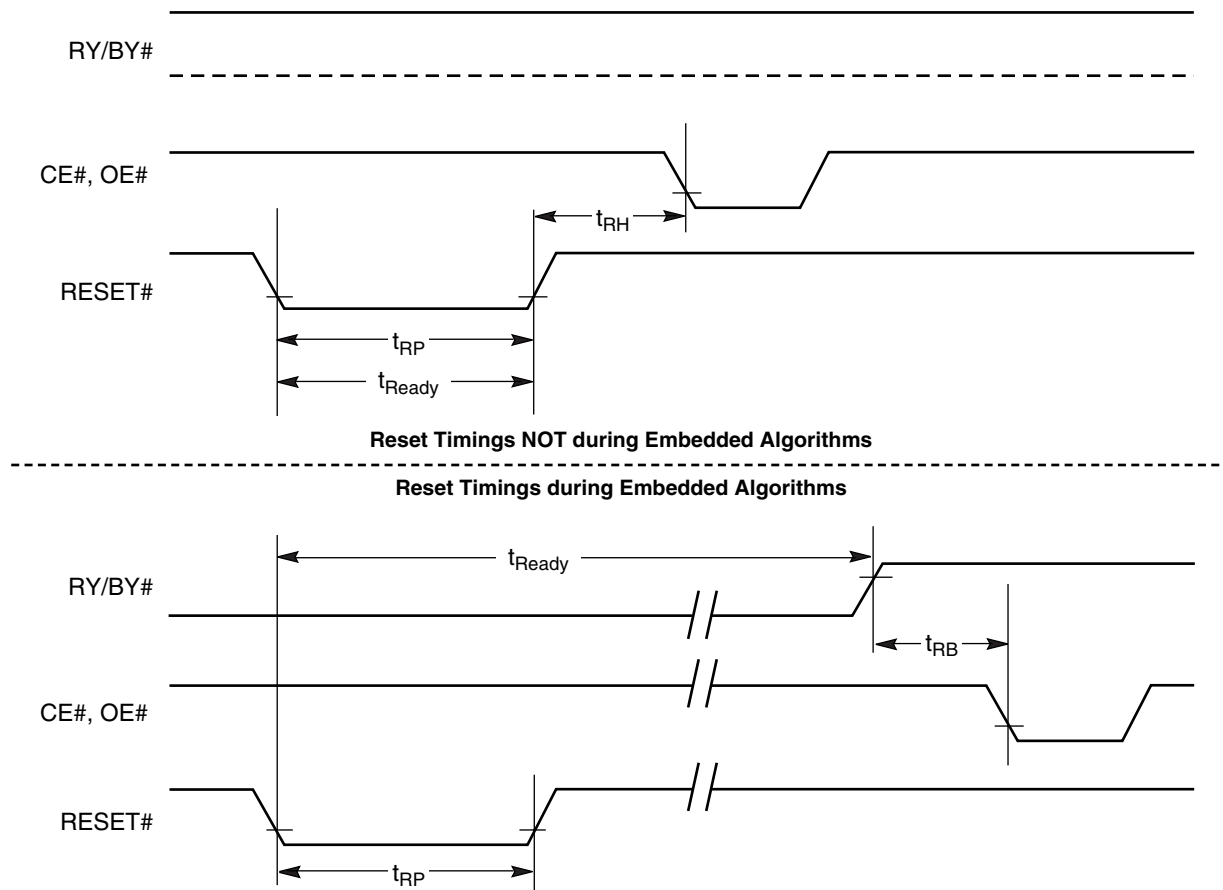 RY/BY#
CE#, OE#
tRH
RESET#
tRP
tReady
Reset Timings NOT during Embedded Algorithms
Reset Timings during Embedded Algorithms
tReady
RY/BY#
tRB
CE#, OE#
RESET#
tRP